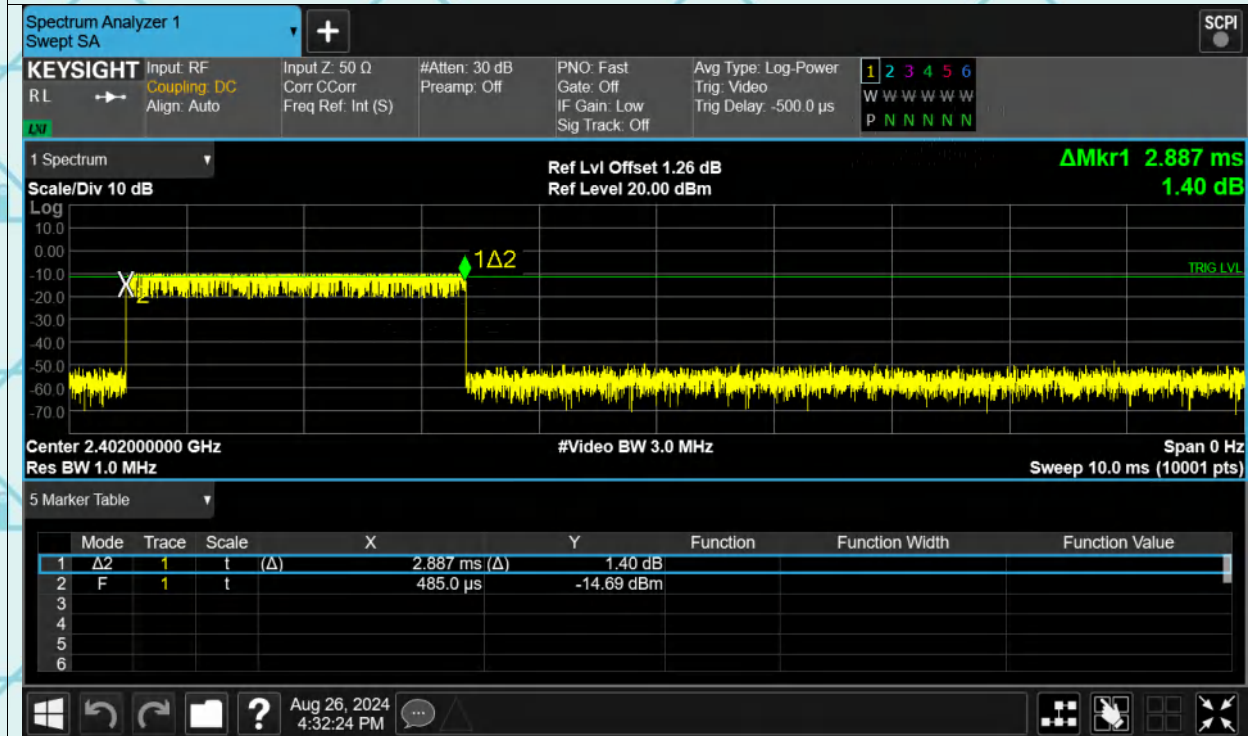 Spectrum Analyzer 1
Swept SA
+
SCPI
KEYSIGHT
RL
LXI
Input: RF
Coupling: DC
Align: Auto
Input Z: 50 Ω
Corr CCorr
Freq Ref: Int (S)
#Atten: 30 dB
Preamp: Off
PNO: Fast
Gate: Off
IF Gain: Low
Sig Track: Off
Avg Type: Log-Power
Trig: Video
Trig Delay: -500.0 µs
1 2 3 4 5 6
W W W W W W
P N N N N N
1 Spectrum
Scale/Div 10 dB
Ref Lvl Offset 1.26 dB
Ref Level 20.00 dBm
ΔMkr1 2.887 ms
1.40 dB
Log
10.0
0.00
-10.0
-20.0
-30.0
-40.0
-50.0
-60.0
-70.0
1Δ2
2
TRIG LVL
Center 2.402000000 GHz
#Video BW 3.0 MHz
Span 0 Hz
Res BW 1.0 MHz
Sweep 10.0 ms (10001 pts)
5 Marker Table
Mode Trace Scale X Y Function Function Width Function Value
1 Δ2 1 t (Δ) 2.887 ms (Δ) 1.40 dB
2 F 1 t 485.0 µs -14.69 dBm
3
4
5
6
?
Aug 26, 2024
4:32:24 PM